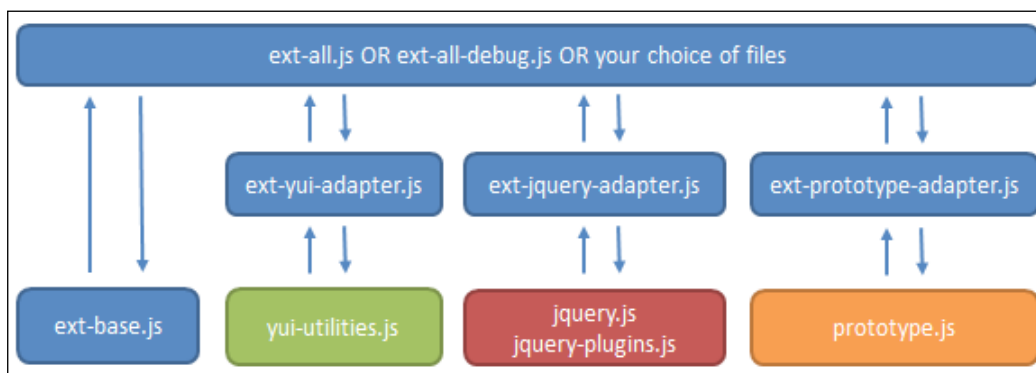 ext-all.js OR ext-all-debug.js OR your choice of files
ext-yui-adapter.js
ext-jquery-adapter.js
ext-prototype-adapter.js
ext-base.js
yui-utilities.js
jquery.js
jquery-plugins.js
prototype.js